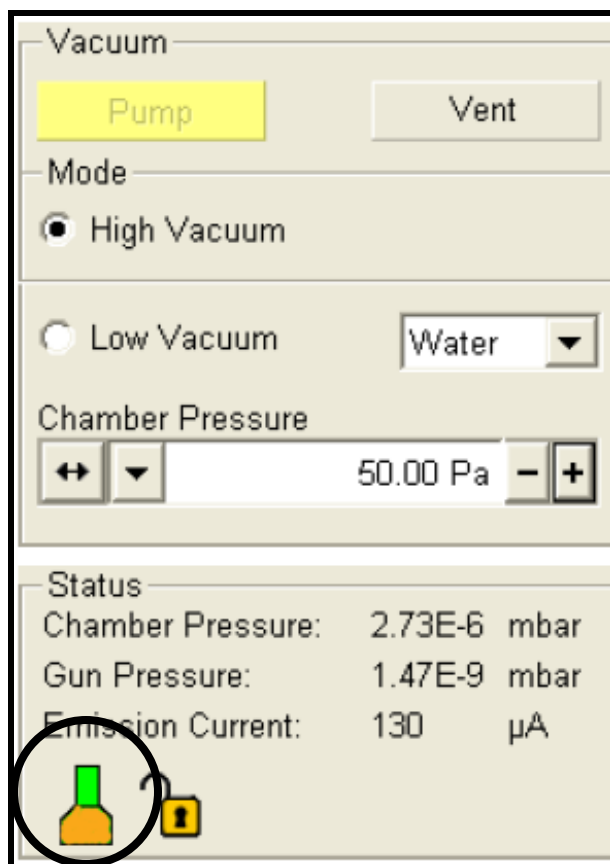 Vacuum
Pump Vent
Mode
High Vacuum
Low Vacuum Water
Chamber Pressure
50.00 Pa
Status
Chamber Pressure: 2.73E-6 mbar
Gun Pressure: 1.47E-9 mbar
Emission Current: 130 µA